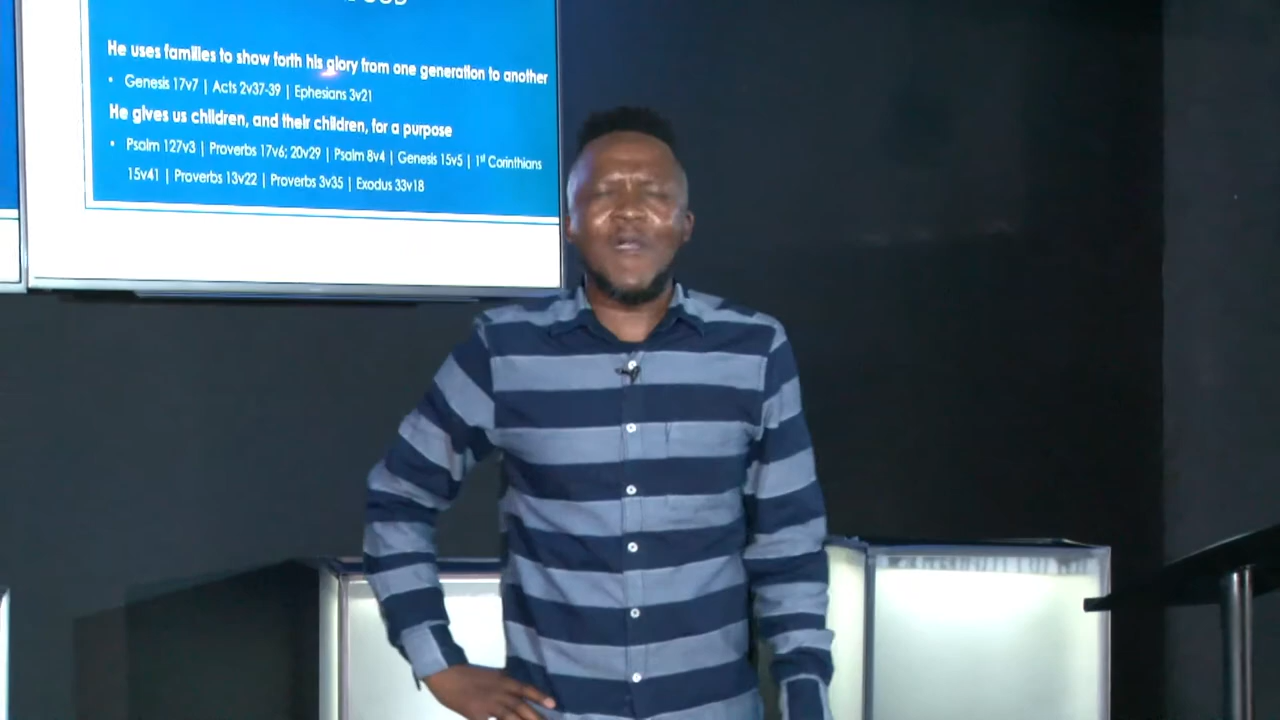 He uses families to show forth his glory from one generation to another
• Genesis 17v7 | Acts 2v37-39 | Ephesians 3v21
He gives us children, and their children, for a purpose
• Psalm 127v3 | Proverbs 17v6; 20v29 | Psalm 8v4 | Genesis 15v5 | 1st Corinthians
15v41 | Proverbs 13v22 | Proverbs 3v35 | Exodus 33v18